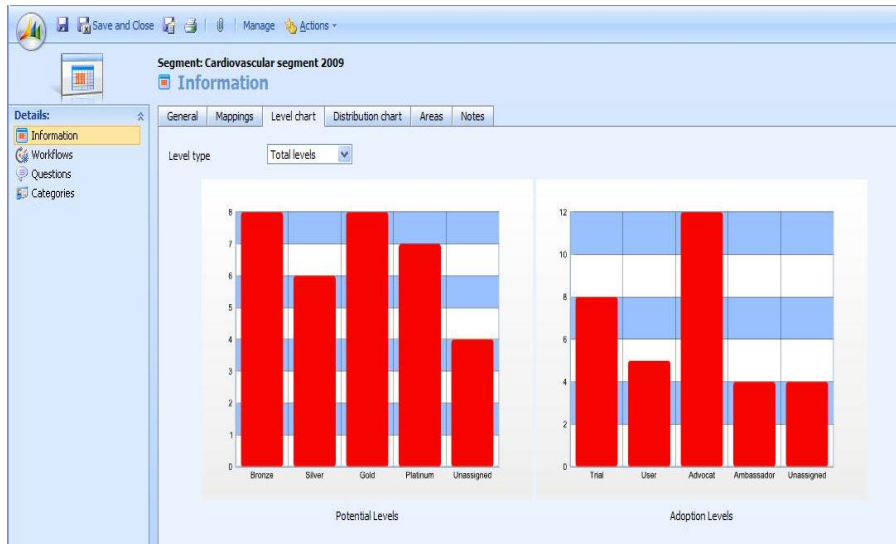 Save and Close Manage Actions
Segment: Cardiovascular segment 2009
Information
Details:
Information
Workflows
Questions
Categories
General Mappings Level chart Distribution chart Areas Notes
Level type Total levels
8
7
6
5
4
3
2
1
0
Bronze Silver Gold Platinum Unassigned
Potential Levels
12
10
8
6
4
2
0
Trial User Advocat Ambassador Unassigned
Adoption Levels